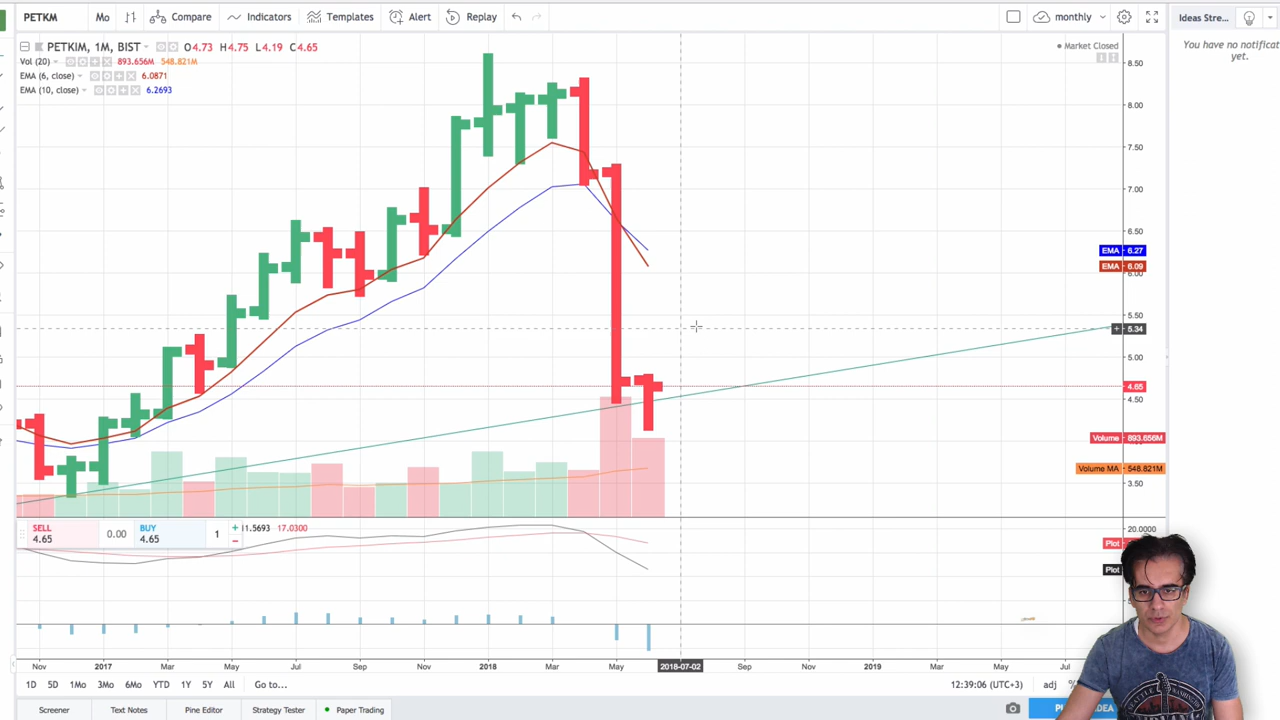 PETKM Mo Compare Indicators Templates Alert Replay monthly Ideas Stre...
You have no notificat
yet.
PETKIM, 1M, BIST O4.73 H4.75 L4.19 C4.65
Market Closed
Vol (20) 893.656M 548.821M
EMA (6, close) 6.0871
EMA (10, close) 6.2693
8.50
8.00
7.50
7.00
6.50
EMA 6.27
EMA 6.09
6.00
5.50
5.34
5.00
4.65
4.50
Volume 893.656M
Volume MA 548.821M
3.50
SELL
4.65
0.00
BUY
4.65
1
11.5693 17.0300
20.0000
Plot
Plot
Nov 2017 Mar May Jul Sep Nov 2018 Mar May 2018-07-02 Sep Nov 2019 Mar May Jul
1D 5D 1Mo 3Mo 6Mo YTD 1Y 5Y All Go to... 12:39:06 (UTC+3) adj %
Screener Text Notes Pine Editor Strategy Tester Paper Trading